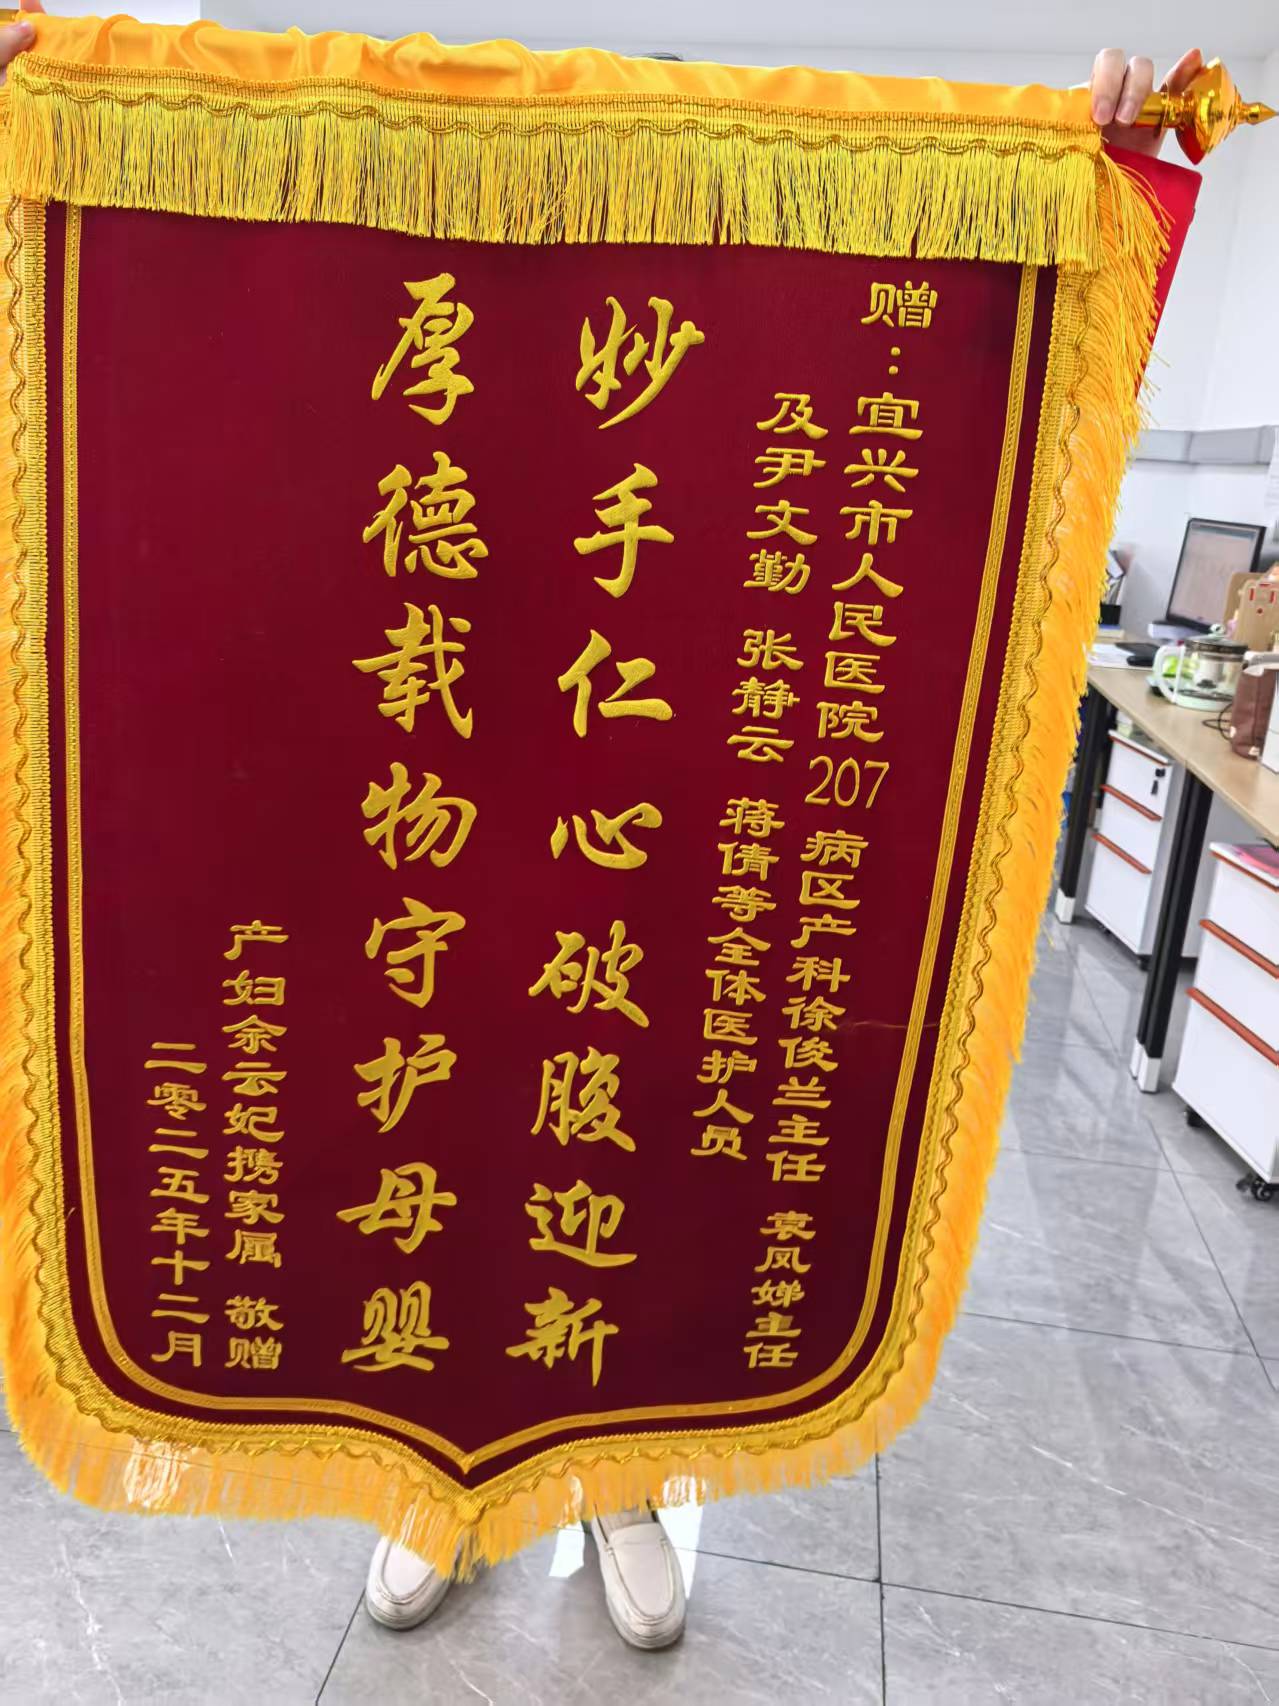 赠：宜兴市人民医院207病区产科徐俊兰主任 袁凤娣主任
及尹文勤 张静云 蒋倩等全体医护人员
妙手仁心破腹迎新
厚德载物守护母婴
产妇余云妃携家属 敬赠
二零二五年十二月